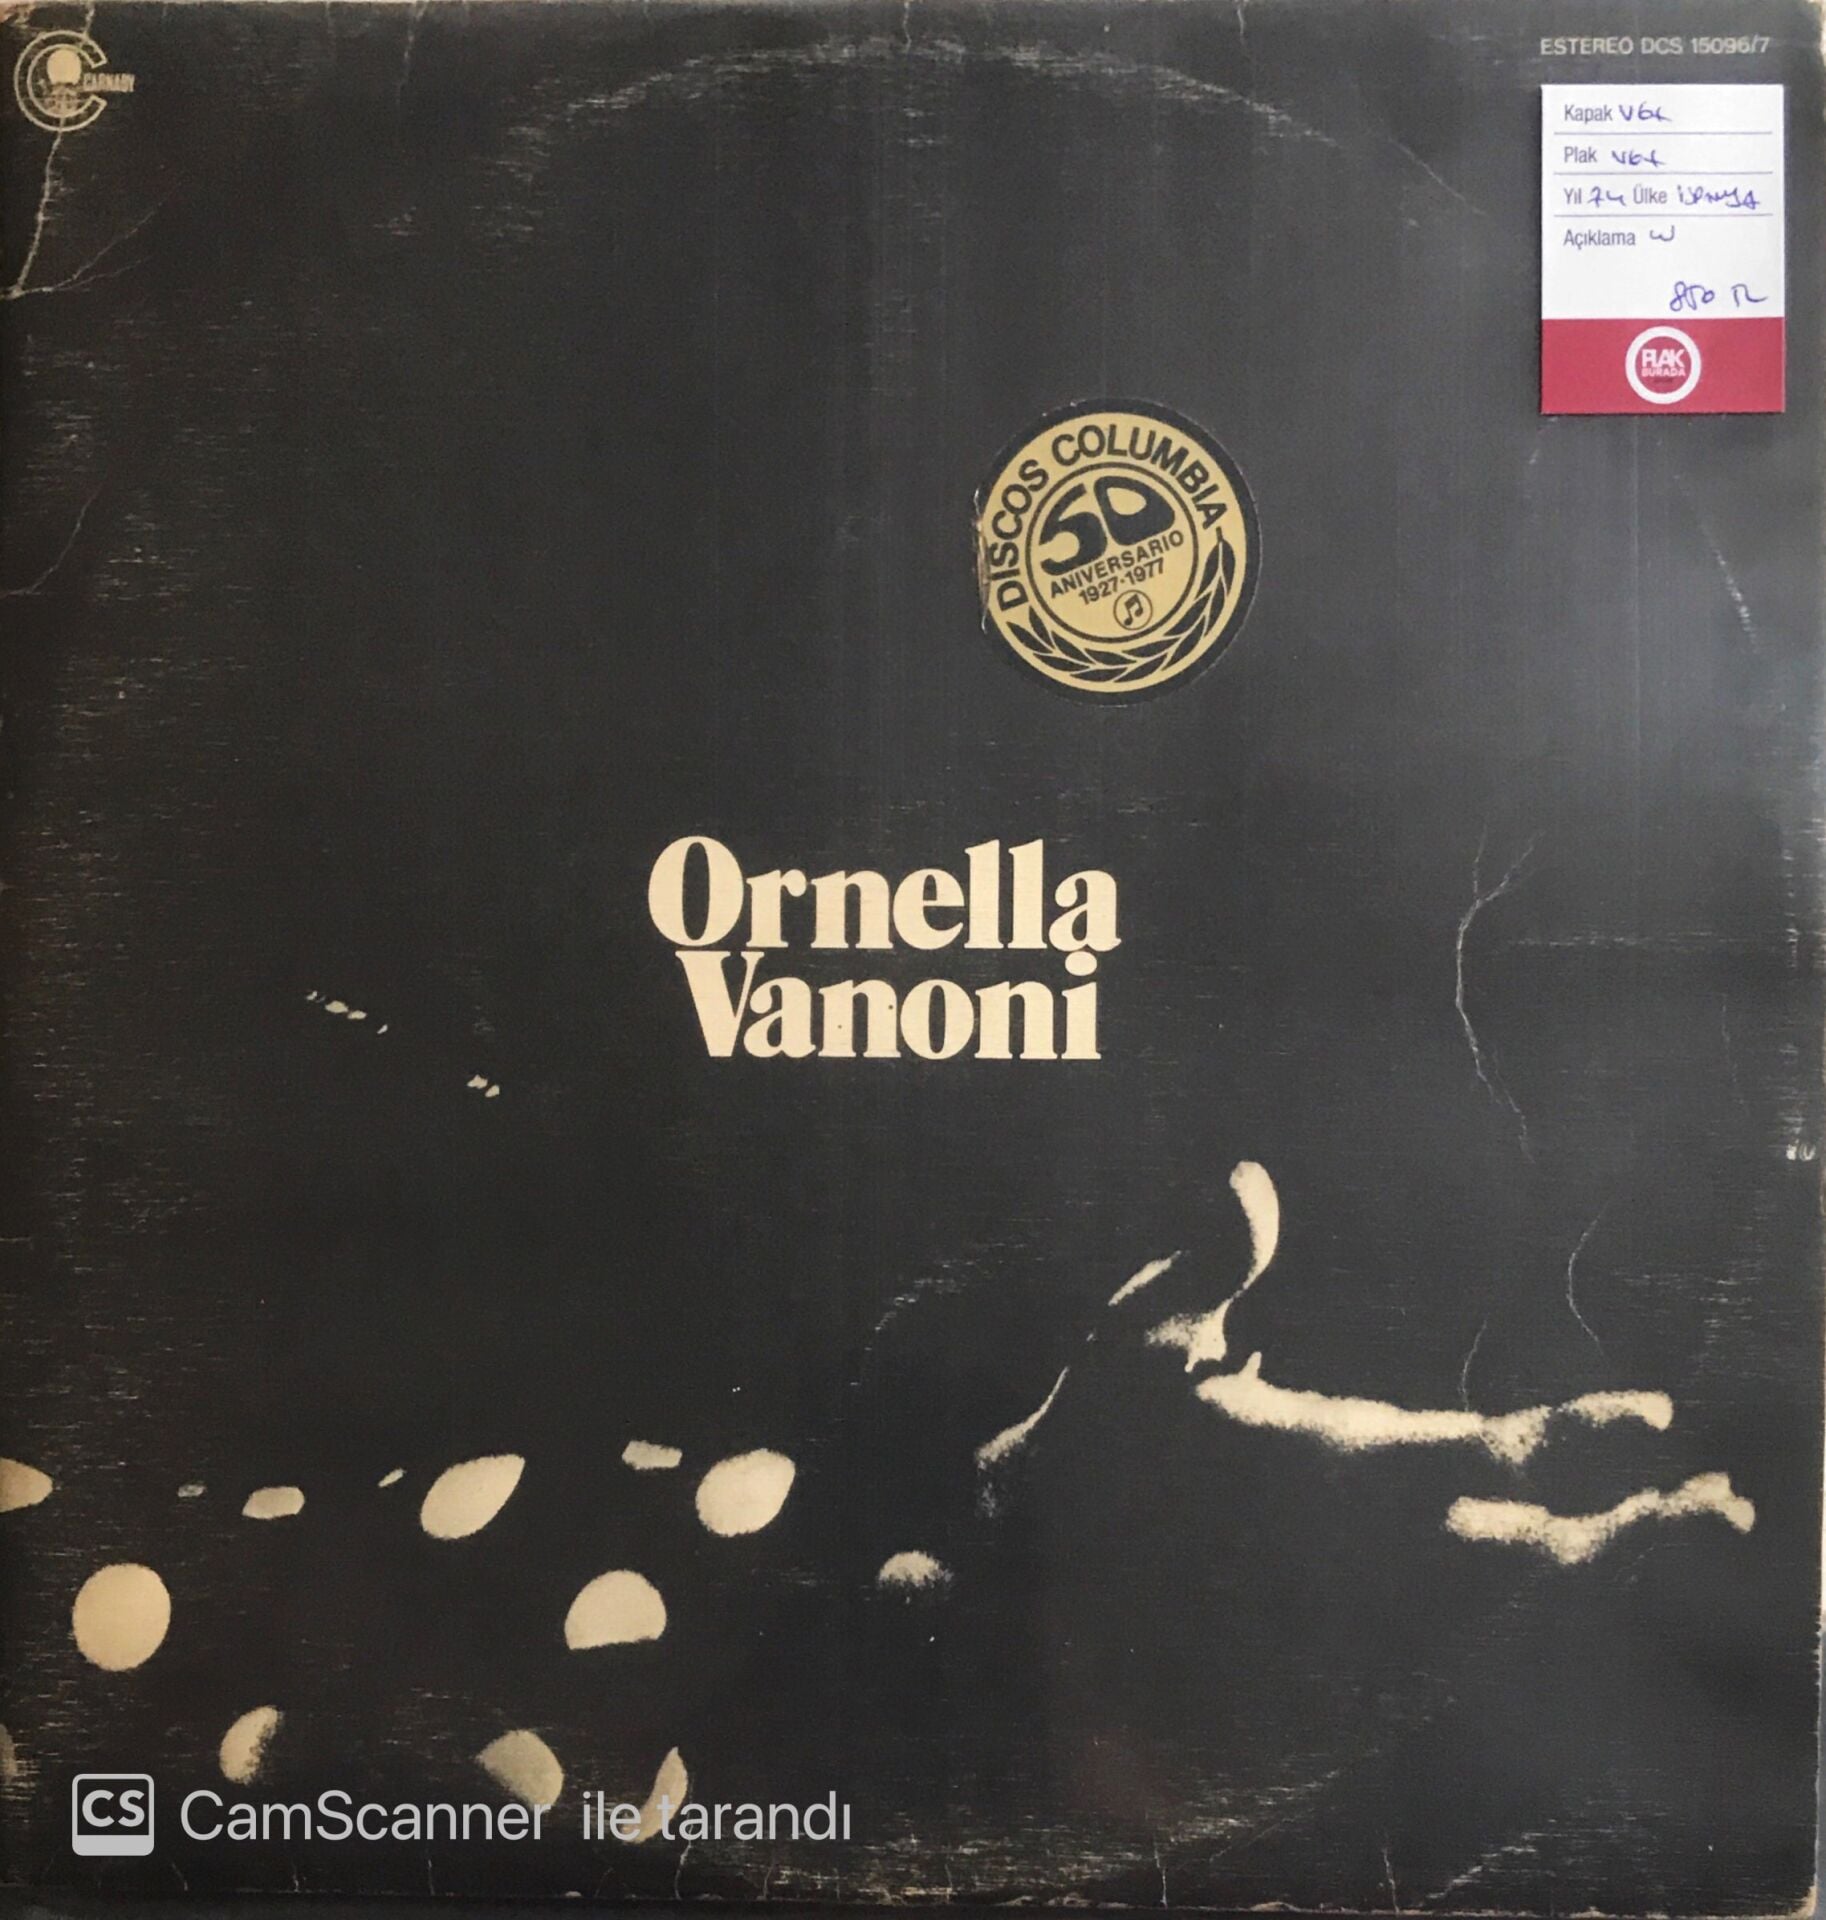 CARNABY
ESTEREO DCS 15096/7
Kapak VG+
Plak VG+
Yıl 74 Ülke İSPANYA
Açıklama
850 TL
PLAK
BURADA
DISCOS COLUMBIA
50
ANIVERSARIO
1927-1977
Ornella
Vanoni
CS CamScanner ile tarandı